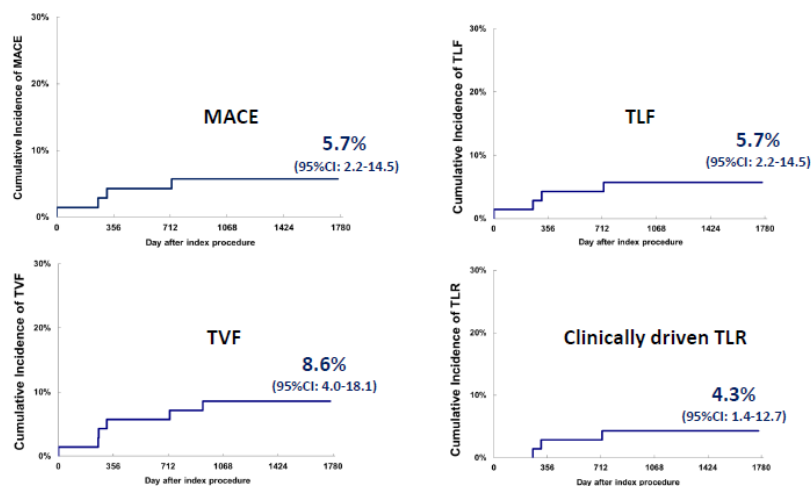 Cumulative Incidence of MACE
30%
20%
10%
0%
MACE
5.7%
(95%CI: 2.2-14.5)
0 356 712 1068 1424 1780
Day after index procedure
Cumulative Incidence of TLF
30%
20%
10%
0%
TLF
5.7%
(95%CI: 2.2-14.5)
0 356 712 1068 1424 1780
Day after index procedure
Cumulative Incidence of TVF
30%
20%
10%
0%
TVF
8.6%
(95%CI: 4.0-18.1)
0 356 712 1068 1424 1780
Day after index procedure
Cumulative Incidence of TLR
30%
20%
10%
0%
Clinically driven TLR
4.3%
(95%CI: 1.4-12.7)
0 356 712 1068 1424 1780
Day after index procedure